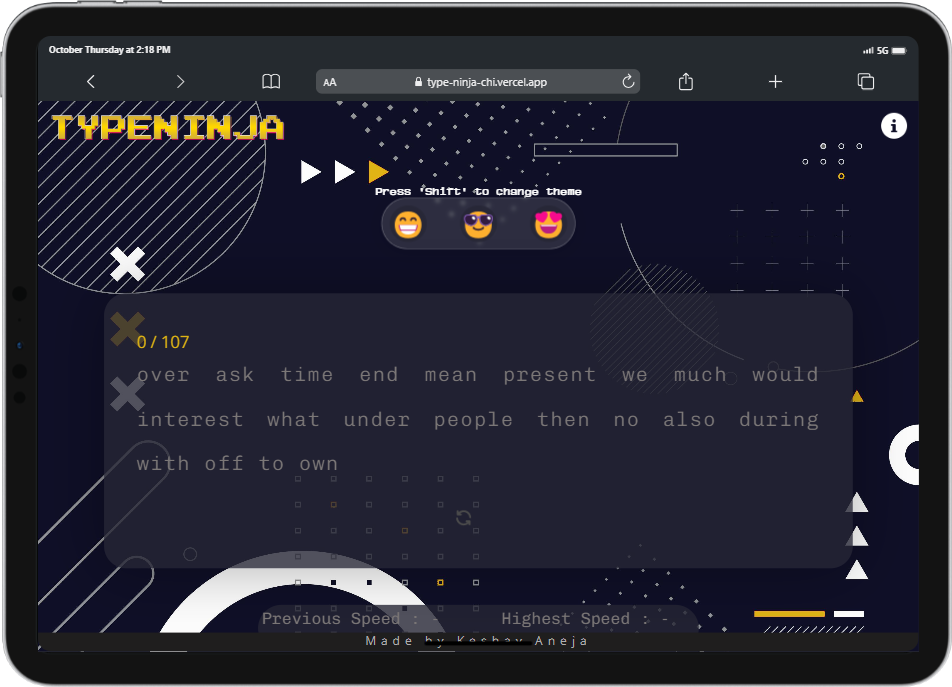 October Thursday at 2:18 PM
5G
AA
type-ninja-chi.vercel.app
TYPENINJA
i
Press 'Shift' to change theme
0 / 107
over ask time end mean present we much would
interest what under people then no also during
with off to own
Previous Speed : -
Highest Speed : -
Made by Keshav Aneja